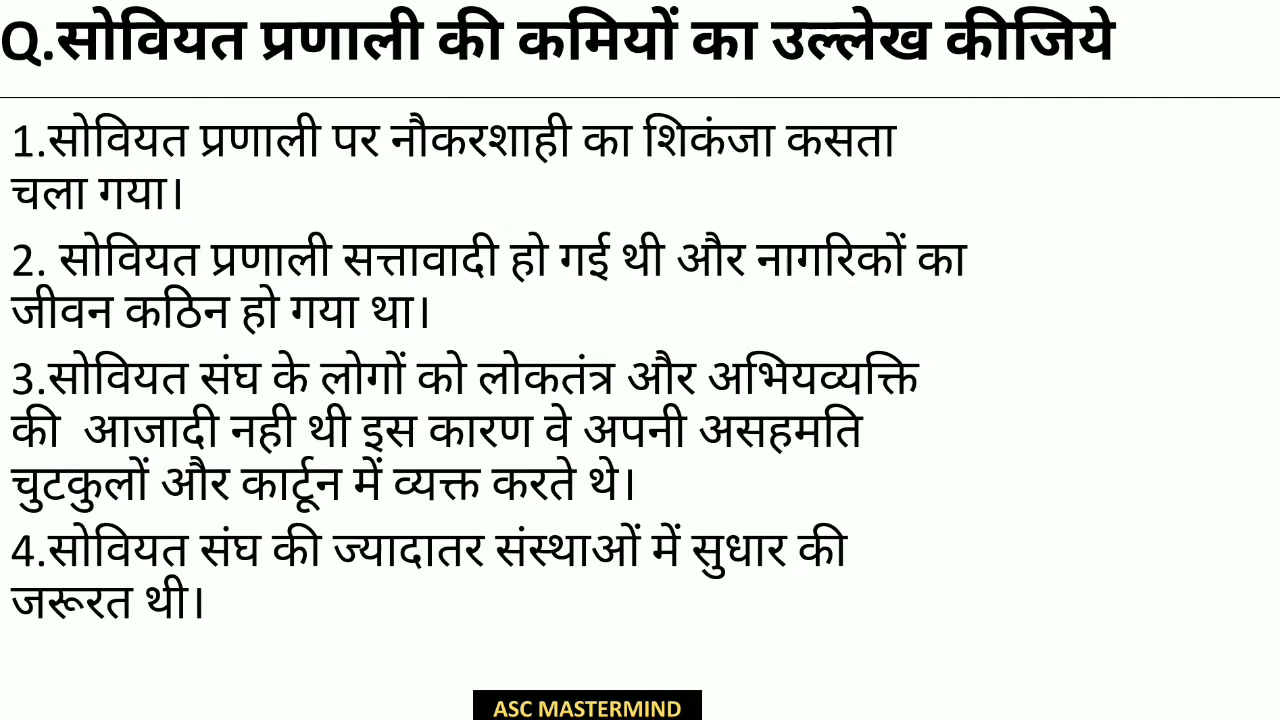 Q.सोवियत प्रणाली की कमियों का उल्लेख कीजिये
1.सोवियत प्रणाली पर नौकरशाही का शिकंजा कसता
चला गया।
2. सोवियत प्रणाली सत्तावादी हो गई थी और नागरिकों का
जीवन कठिन हो गया था।
3.सोवियत संघ के लोगों को लोकतंत्र और अभियव्यक्ति
की आजादी नही थी इस कारण वे अपनी असहमति
चुटकुलों और कार्टून में व्यक्त करते थे।
4.सोवियत संघ की ज्यादातर संस्थाओं में सुधार की
जरूरत थी।
ASC MASTERMIND